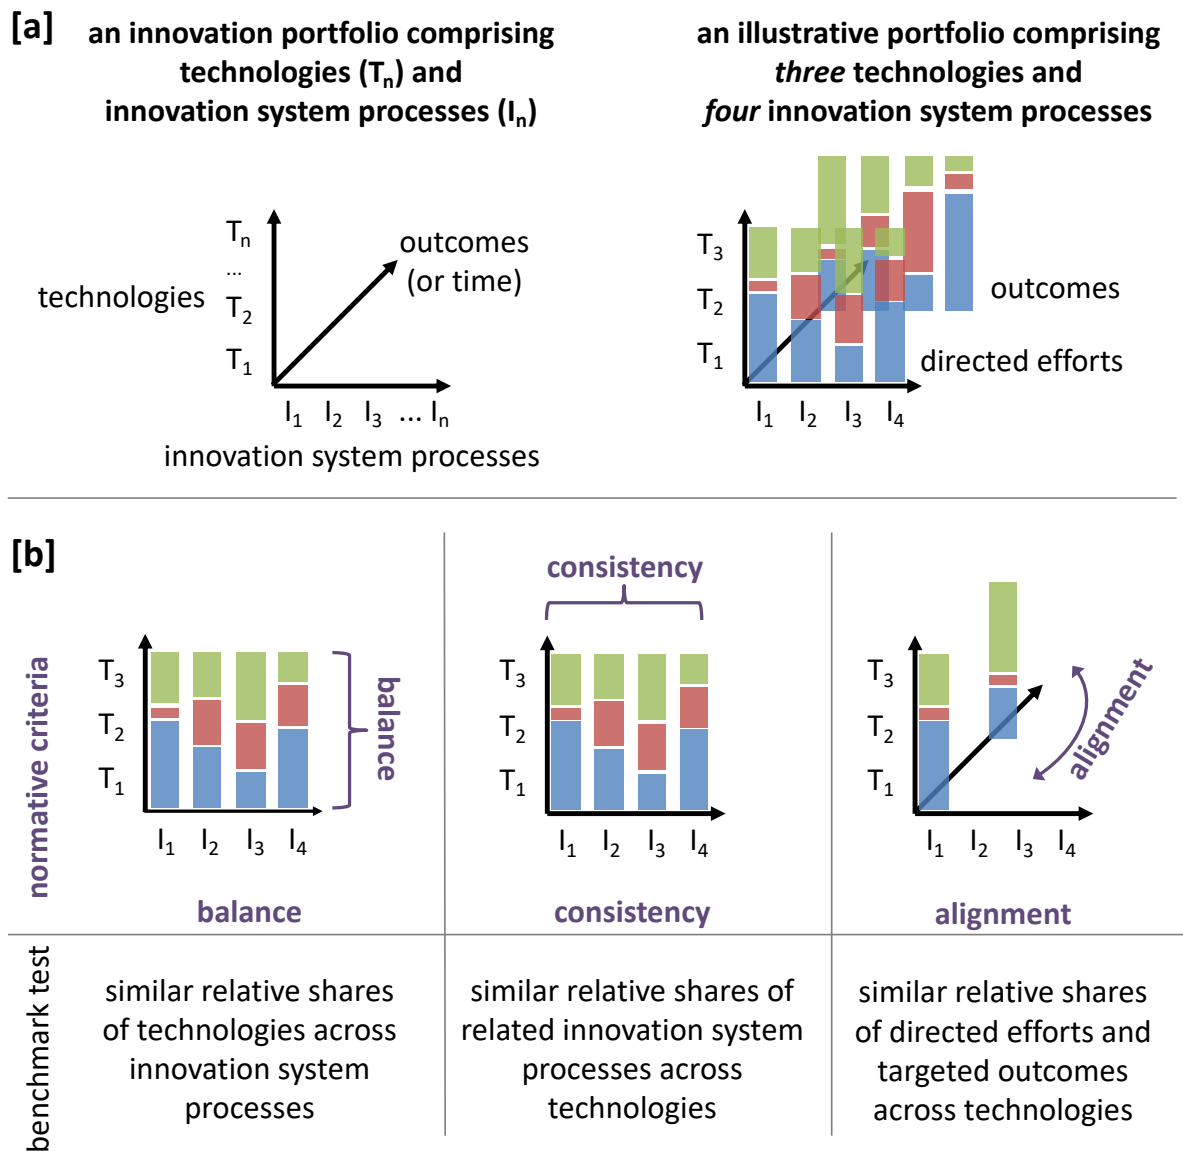 [a]
an innovation portfolio comprising
technologies (Tn) and
innovation system processes (In)
an illustrative portfolio comprising
three technologies and
four innovation system processes
technologies
Tn
...
T2
T1
outcomes
(or time)
I1 I2 I3 ... In
innovation system processes
T3
T2
T1
outcomes
directed efforts
I1 I2 I3 I4
[b]
normative criteria
T3
T2
T1
balance
I1 I2 I3 I4
balance
consistency
T3
T2
T1
I1 I2 I3 I4
consistency
T3
T2
T1
alignment
I1 I2 I3 I4
alignment
benchmark test
similar relative shares
of technologies across
innovation system
processes
similar relative shares of
related innovation system
processes across
technologies
similar relative shares
of directed efforts and
targeted outcomes
across technologies